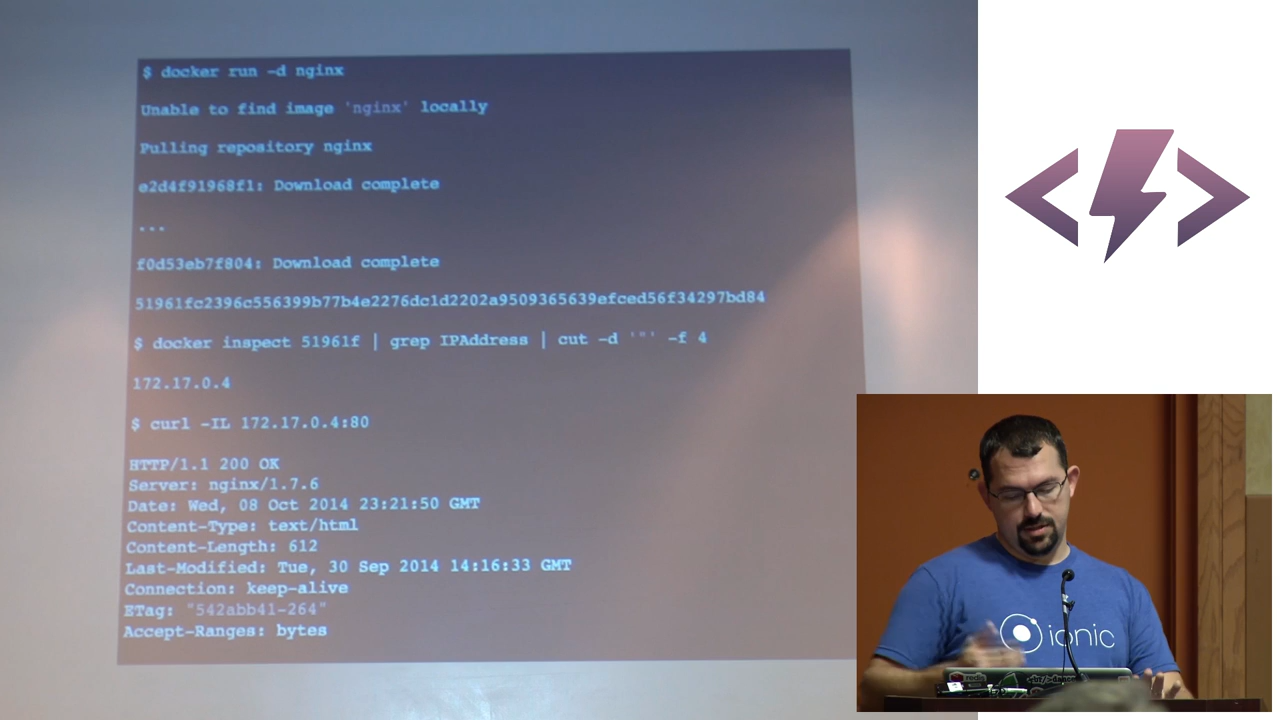 $ docker run -d nginx
Unable to find image 'nginx' locally
Pulling repository nginx
e2d4f91968f1: Download complete
...
f0d53eb7f804: Download complete
51961fc2396c556399b77b4e2276dc1d2202a9509365639efced56f34297bd84
$ docker inspect 51961f | grep IPAddress | cut -d '"' -f 4
172.17.0.4
$ curl -IL 172.17.0.4:80
HTTP/1.1 200 OK
Server: nginx/1.7.6
Date: Wed, 08 Oct 2014 23:21:50 GMT
Content-Type: text/html
Content-Length: 612
Last-Modified: Tue, 30 Sep 2014 14:16:33 GMT
Connection: keep-alive
ETag: "542abb41-264"
Accept-Ranges: bytes
ionic
redis